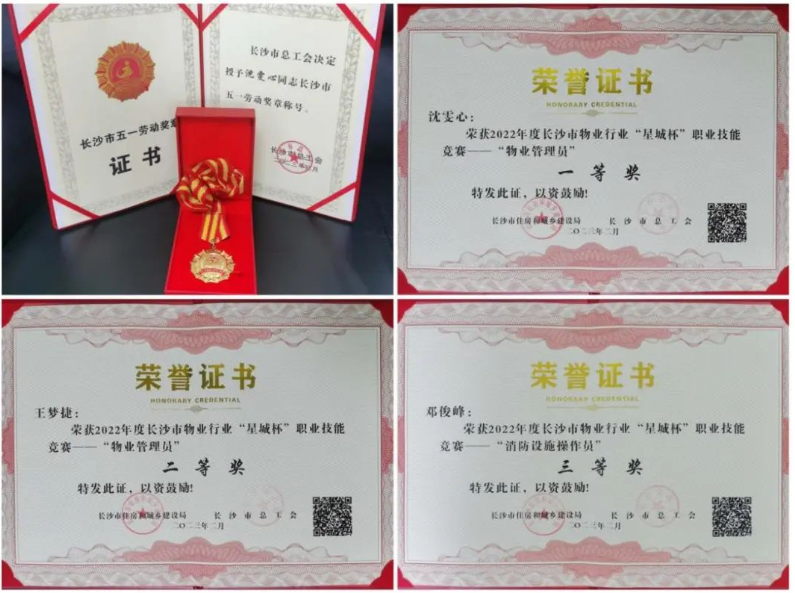 长沙市五一劳动奖章
证书
长沙市总工会决定
授予沈雯心同志长沙市
五一劳动奖章称号。
长沙市总工会
荣誉证书
HONORARY CREDENTIAL
沈雯心:
荣获2022年度长沙市物业行业“星城杯”职业技能
竞赛——“物业管理员”
一等奖
特发此证,以资鼓励!
长沙市住房和城乡建设局 长沙市总工会
二〇二三年二月
荣誉证书
HONORARY CREDENTIAL
王梦捷:
荣获2022年度长沙市物业行业“星城杯”职业技能
竞赛——“物业管理员”
二等奖
特发此证,以资鼓励!
长沙市住房和城乡建设局 长沙市总工会
二〇二三年二月
荣誉证书
HONORARY CREDENTIAL
邓俊峰:
荣获2022年度长沙市物业行业“星城杯”职业技能
竞赛——“消防设施操作员”
三等奖
特发此证,以资鼓励!
长沙市住房和城乡建设局 长沙市总工会
二〇二三年二月